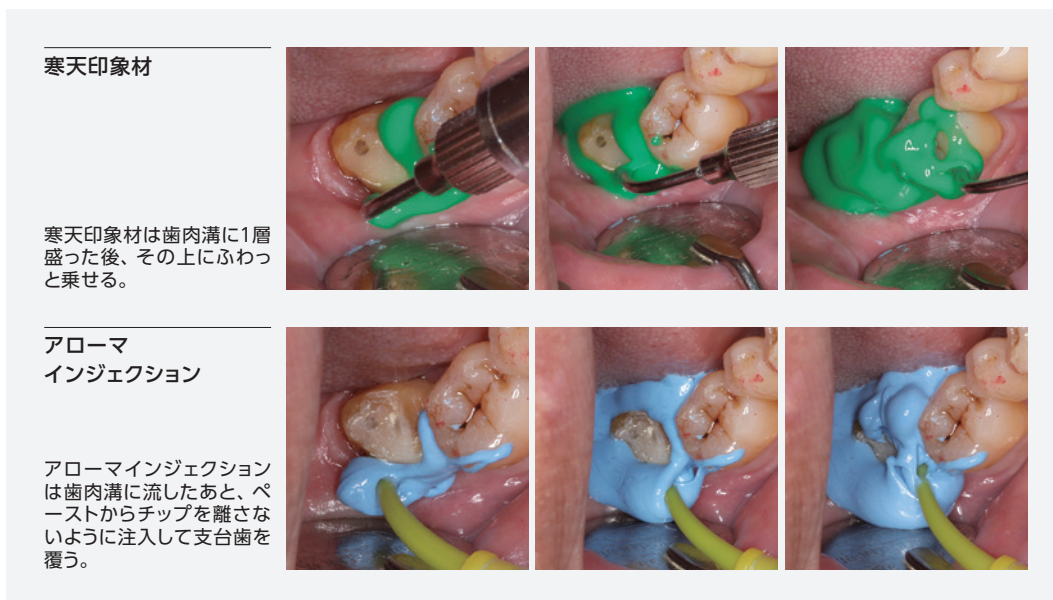 寒天印象材
寒天印象材は歯肉溝に1層
盛った後、その上にふわっ
と乗せる。
アローマ
インジェクション
アローマインジェクション
は歯肉溝に流したあと、ペ
ーストからチップを離さな
いように注入して支台歯を
覆う。